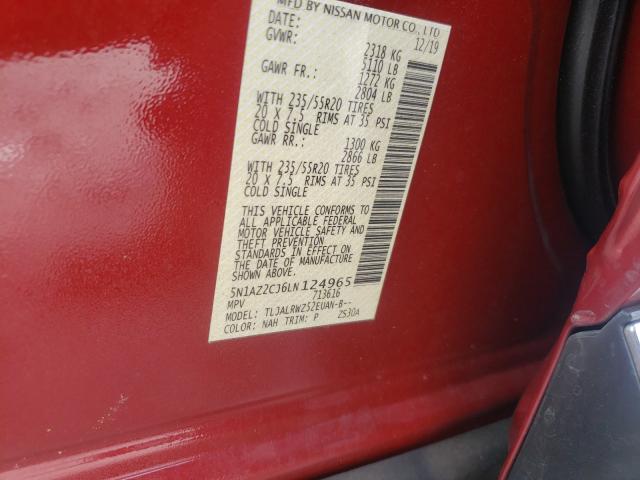 MFD BY NISSAN MOTOR CO., LTD
DATE: 12/19
GVWR: 2318 KG
5110 LB
GAWR FR.: 1272 KG
2804 LB
WITH 235/55R20 TIRES
20 X 7.5 RIMS AT 35 PSI
COLD SINGLE
GAWR RR.: 1300 KG
2866 LB
WITH 235/55R20 TIRES
20 X 7.5 RIMS AT 35 PSI
COLD SINGLE
THIS VEHICLE CONFORMS TO
ALL APPLICABLE FEDERAL
MOTOR VEHICLE SAFETY AND
THEFT PREVENTION
STANDARDS IN EFFECT ON
THE DATE OF MANUFACTURE
SHOWN ABOVE.
5N1AZ2CJ6LN124965
MPV 713616
MODEL: TLJALRWZ52EUAN-B--
COLOR: NAH TRIM: P ZS30A